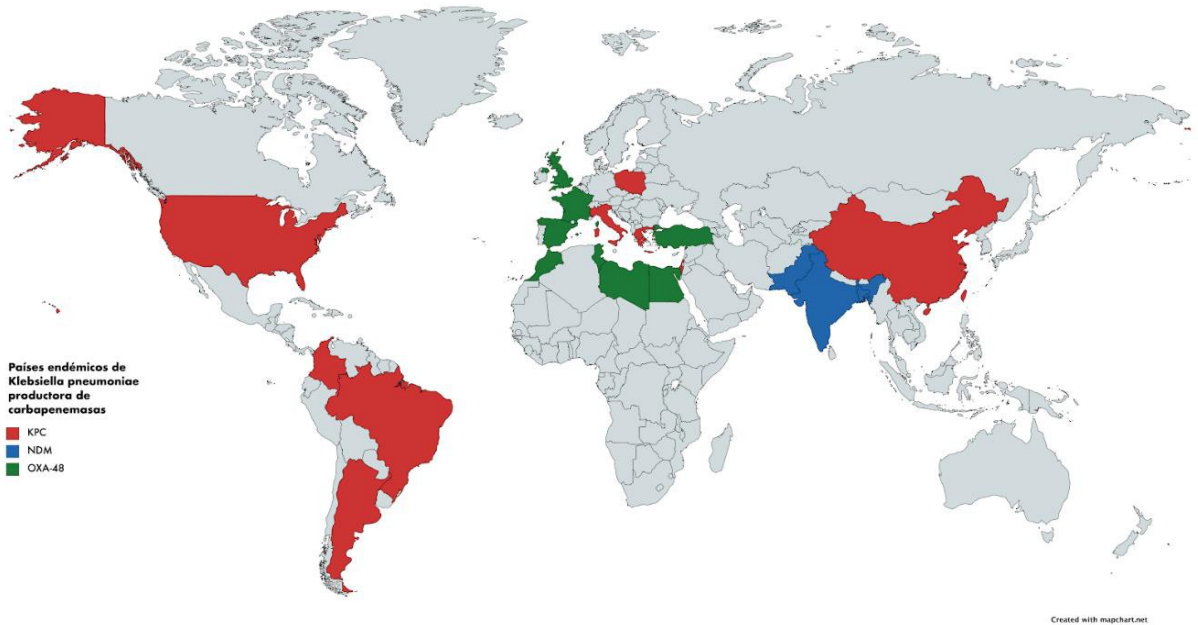 Países endémicos de
Klebsiella pneumoniae
productora de
carbapenemasas
KPC
NDM
OXA-48
Created with mapchart.net